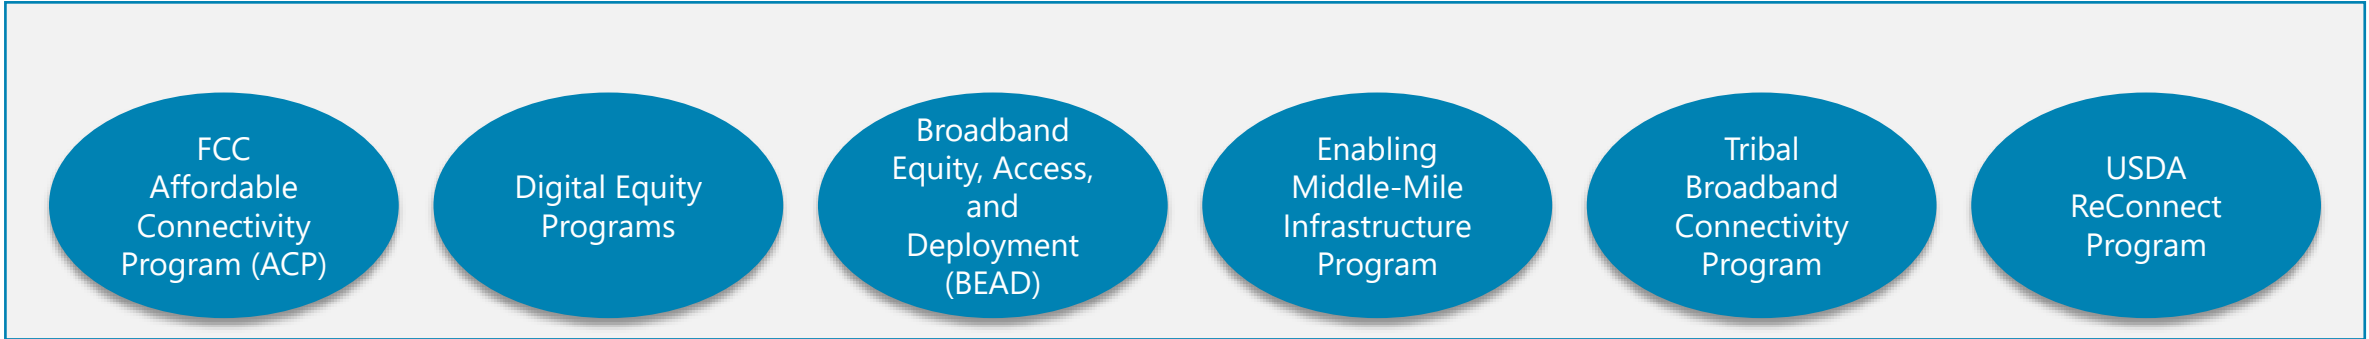 FCC
Affordable
Connectivity
Program (ACP)
Digital Equity
Programs
Broadband
Equity, Access,
and
Deployment
(BEAD)
Enabling
Middle-Mile
Infrastructure
Program
Tribal
Broadband
Connectivity
Program
USDA
ReConnect
Program